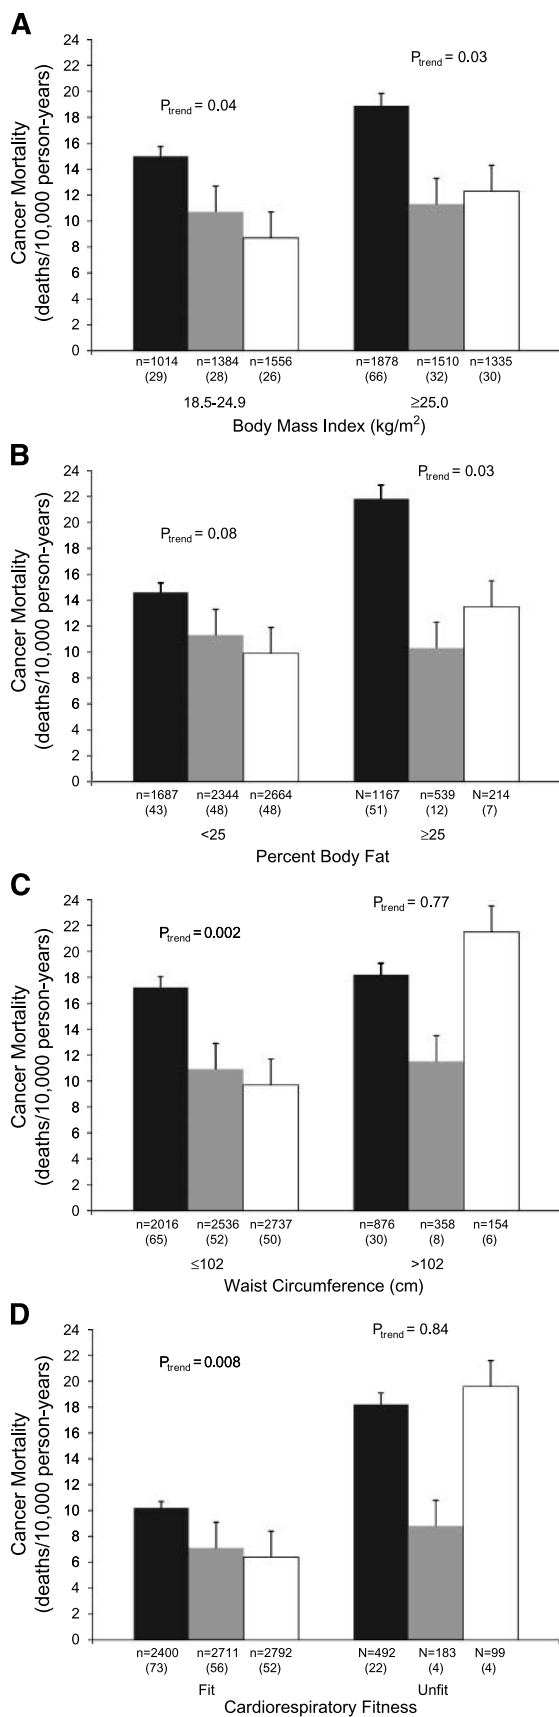 A
Cancer Mortality
(deaths/10,000 person-years)
24
22
20
18
16
14
12
10
8
6
4
2
0
Ptrend = 0.04
Ptrend = 0.03
n=1014 n=1384 n=1556 n=1878 n=1510 n=1335
(29) (28) (26) (66) (32) (30)
18.5-24.9 ≥25.0
Body Mass Index (kg/m²)
B
Cancer Mortality
(deaths/10,000 person-years)
24
22
20
18
16
14
12
10
8
6
4
2
0
Ptrend = 0.08
Ptrend = 0.03
n=1687 n=2344 n=2664 N=1167 n=539 N=214
(43) (48) (48) (51) (12) (7)
<25 ≥25
Percent Body Fat
C
Cancer Mortality
(deaths/10,000 person-years)
24
22
20
18
16
14
12
10
8
6
4
2
0
Ptrend = 0.002
Ptrend = 0.77
n=2016 n=2536 n=2737 n=876 n=358 n=154
(65) (52) (50) (30) (8) (6)
≤102 >102
Waist Circumference (cm)
D
Cancer Mortality
(deaths/10,000 person-years)
24
22
20
18
16
14
12
10
8
6
4
2
0
Ptrend = 0.008
Ptrend = 0.84
n=2400 n=2711 n=2792 N=492 N=183 N=99
(73) (56) (52) (22) (4) (4)
Fit Unfit
Cardiorespiratory Fitness